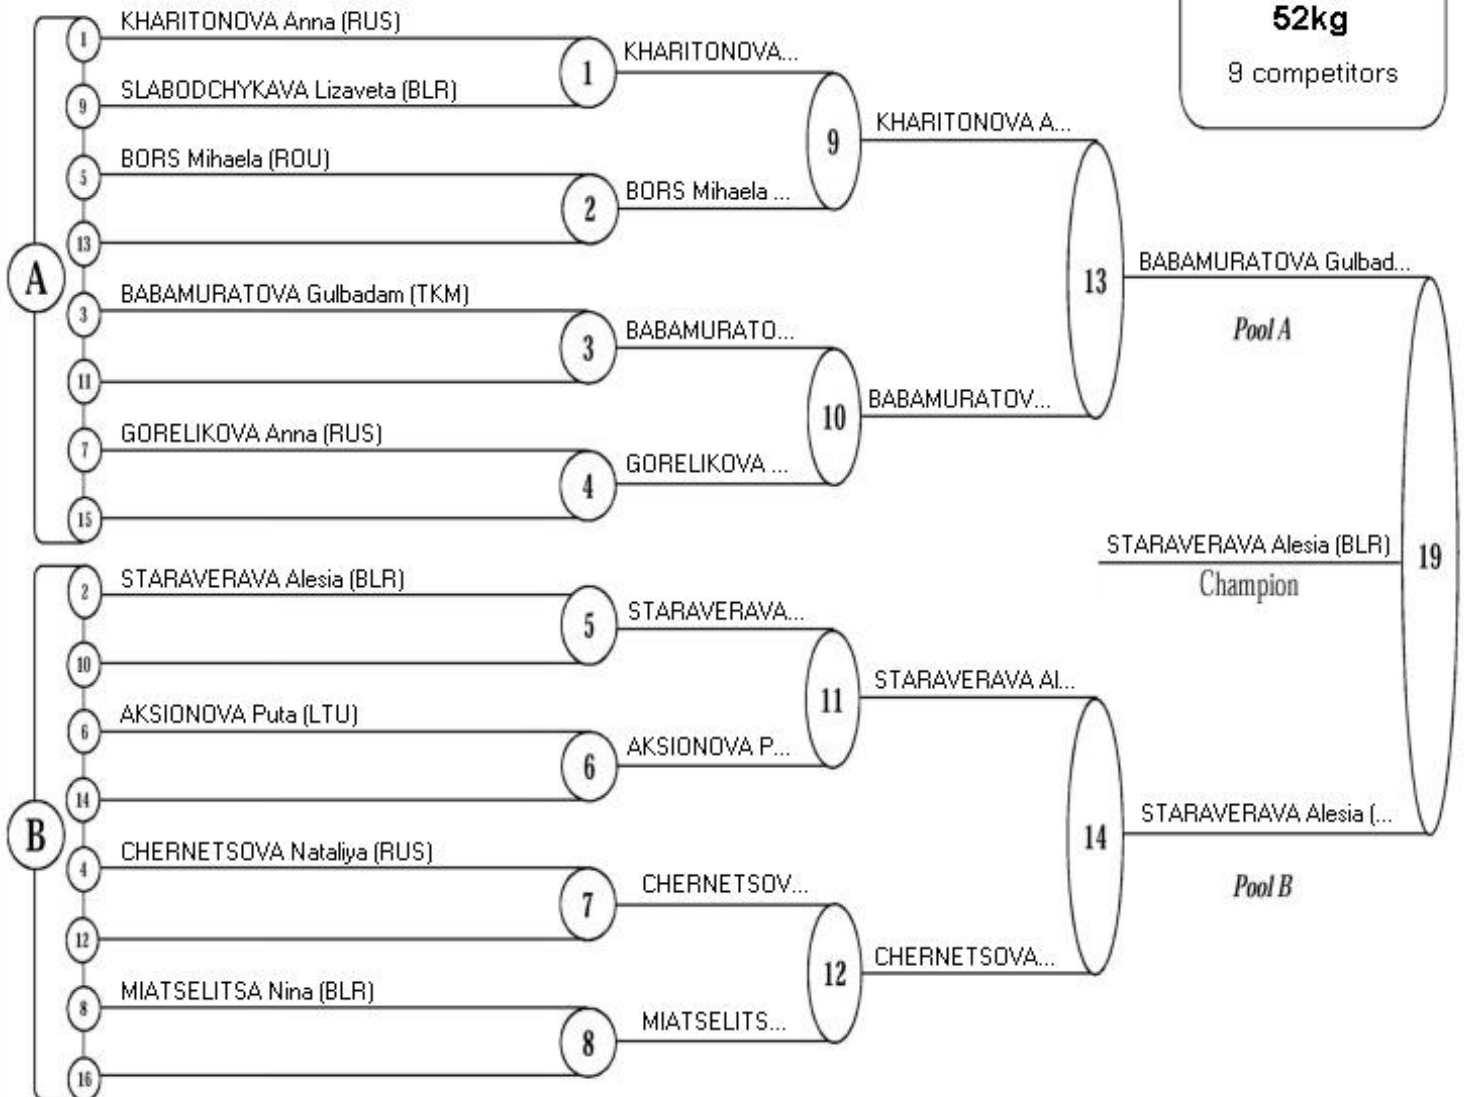 52kg
9 competitors
A
1
KHARITONOVA Anna (RUS)
9
SLABODCHYKAVA Lizaveta (BLR)
5
BORS Mihaela (ROU)
13
3
BABAMURATOVA Gulbadam (TKM)
11
7
GORELIKOVA Anna (RUS)
15
B
2
STARAVERAVA Alesia (BLR)
10
6
AKSIONOVA Puta (LTU)
14
4
CHERNETSOVA Nataliya (RUS)
12
8
MIATSELITSA Nina (BLR)
16
1
KHARITONOVA...
2
BORS Mihaela ...
3
BABAMURATO...
4
GORELIKOVA ...
5
STARAVERAVA...
6
AKSIONOVA P...
7
CHERNETSOV...
8
MIATSELITS...
9
KHARITONOVA A...
10
BABAMURATOV...
11
STARAVERAVA Al...
12
CHERNETSOVA...
13
BABAMURATOVA Gulbad...
Pool A
14
STARAVERAVA Alesia (...
Pool B
19
STARAVERAVA Alesia (BLR)
Champion